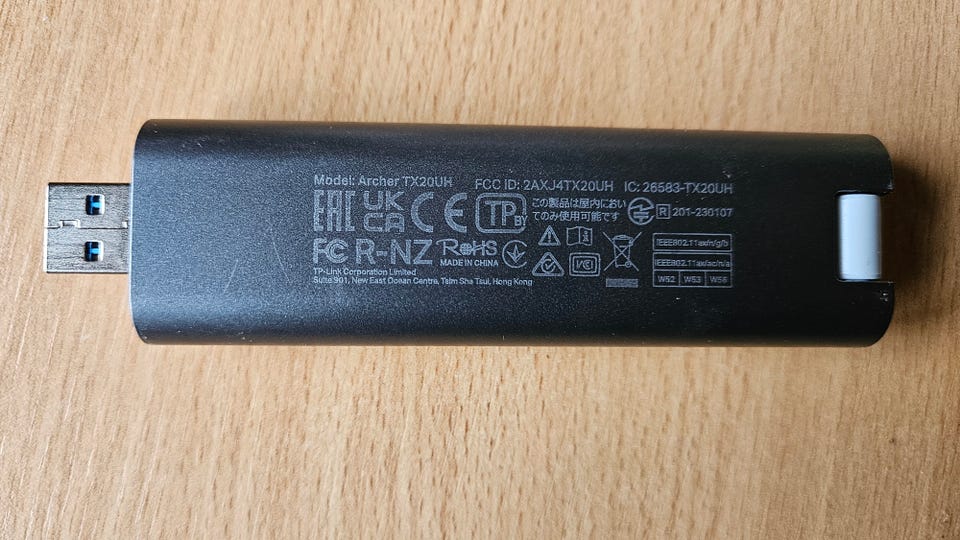 Model: Archer TX20UH FCC ID: 2AXJ4TX20UH IC: 26583-TX20UH
EAC UK CA CE TP BY
この製品は屋内におい
てのみ使用可能です
R 201-230107
FC R-NZ RoHS
MADE IN CHINA
TP-Link Corporation Limited
Suite 901, New East Ocean Centre, Tsim Sha Tsui, Hong Kong
IEEE802.11ax/n/g/b
IEEE802.11ax/ac/n/a
W52 W53 W56